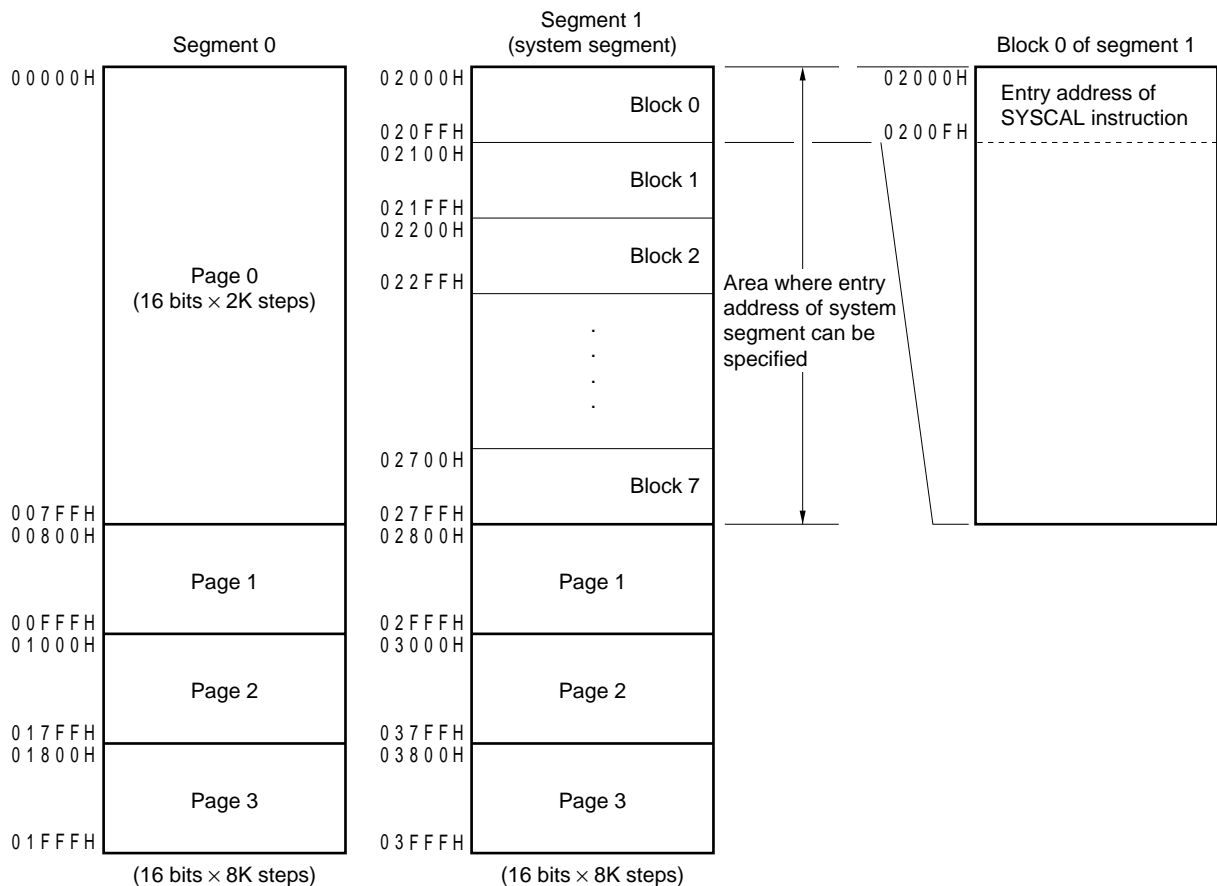 Segment 0
00000H
Page 0
(16 bits × 2K steps)
007FFH
00800H
Page 1
00FFFH
01000H
Page 2
017FFH
01800H
Page 3
01FFFH
(16 bits × 8K steps)
Segment 1
(system segment)
02000H
Block 0
020FFH
02100H
Block 1
021FFH
02200H
Block 2
022FFH
.
.
.
.
02700H
Block 7
027FFH
02800H
Page 1
02FFFH
03000H
Page 2
037FFH
03800H
Page 3
03FFFH
(16 bits × 8K steps)
Area where entry
address of system
segment can be
specified
Block 0 of segment 1
02000H
Entry address of
SYSCAL instruction
0200FH